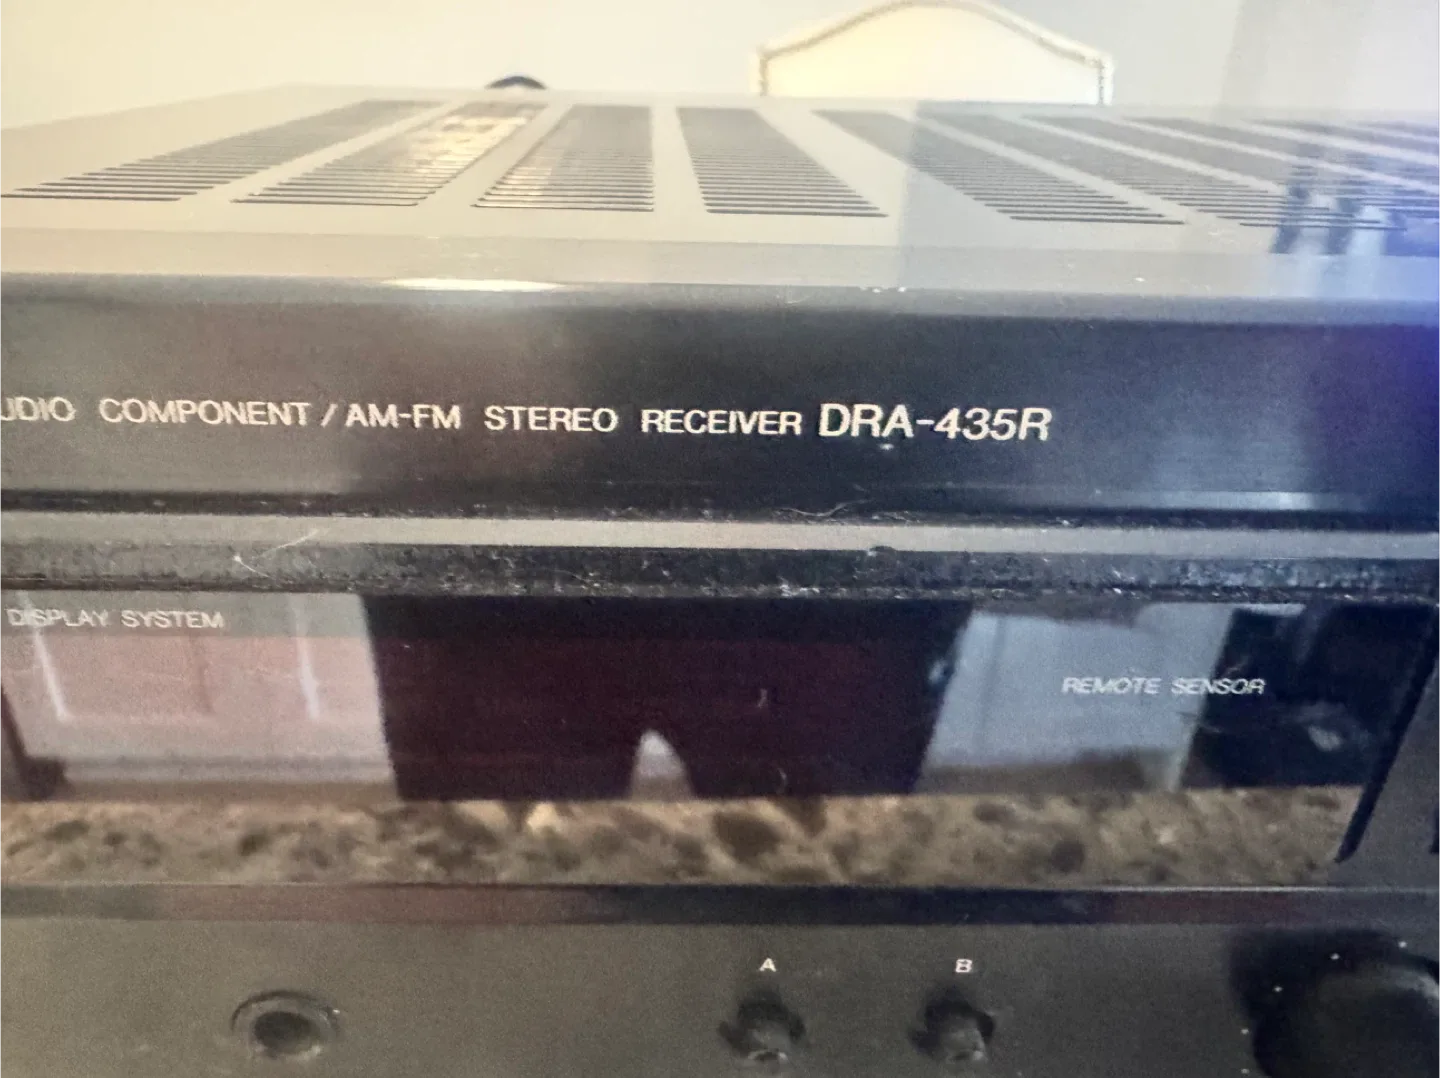 UDIO COMPONENT / AM-FM STEREO RECEIVER DRA-435R
DISPLAY SYSTEM
REMOTE SENSOR
A B